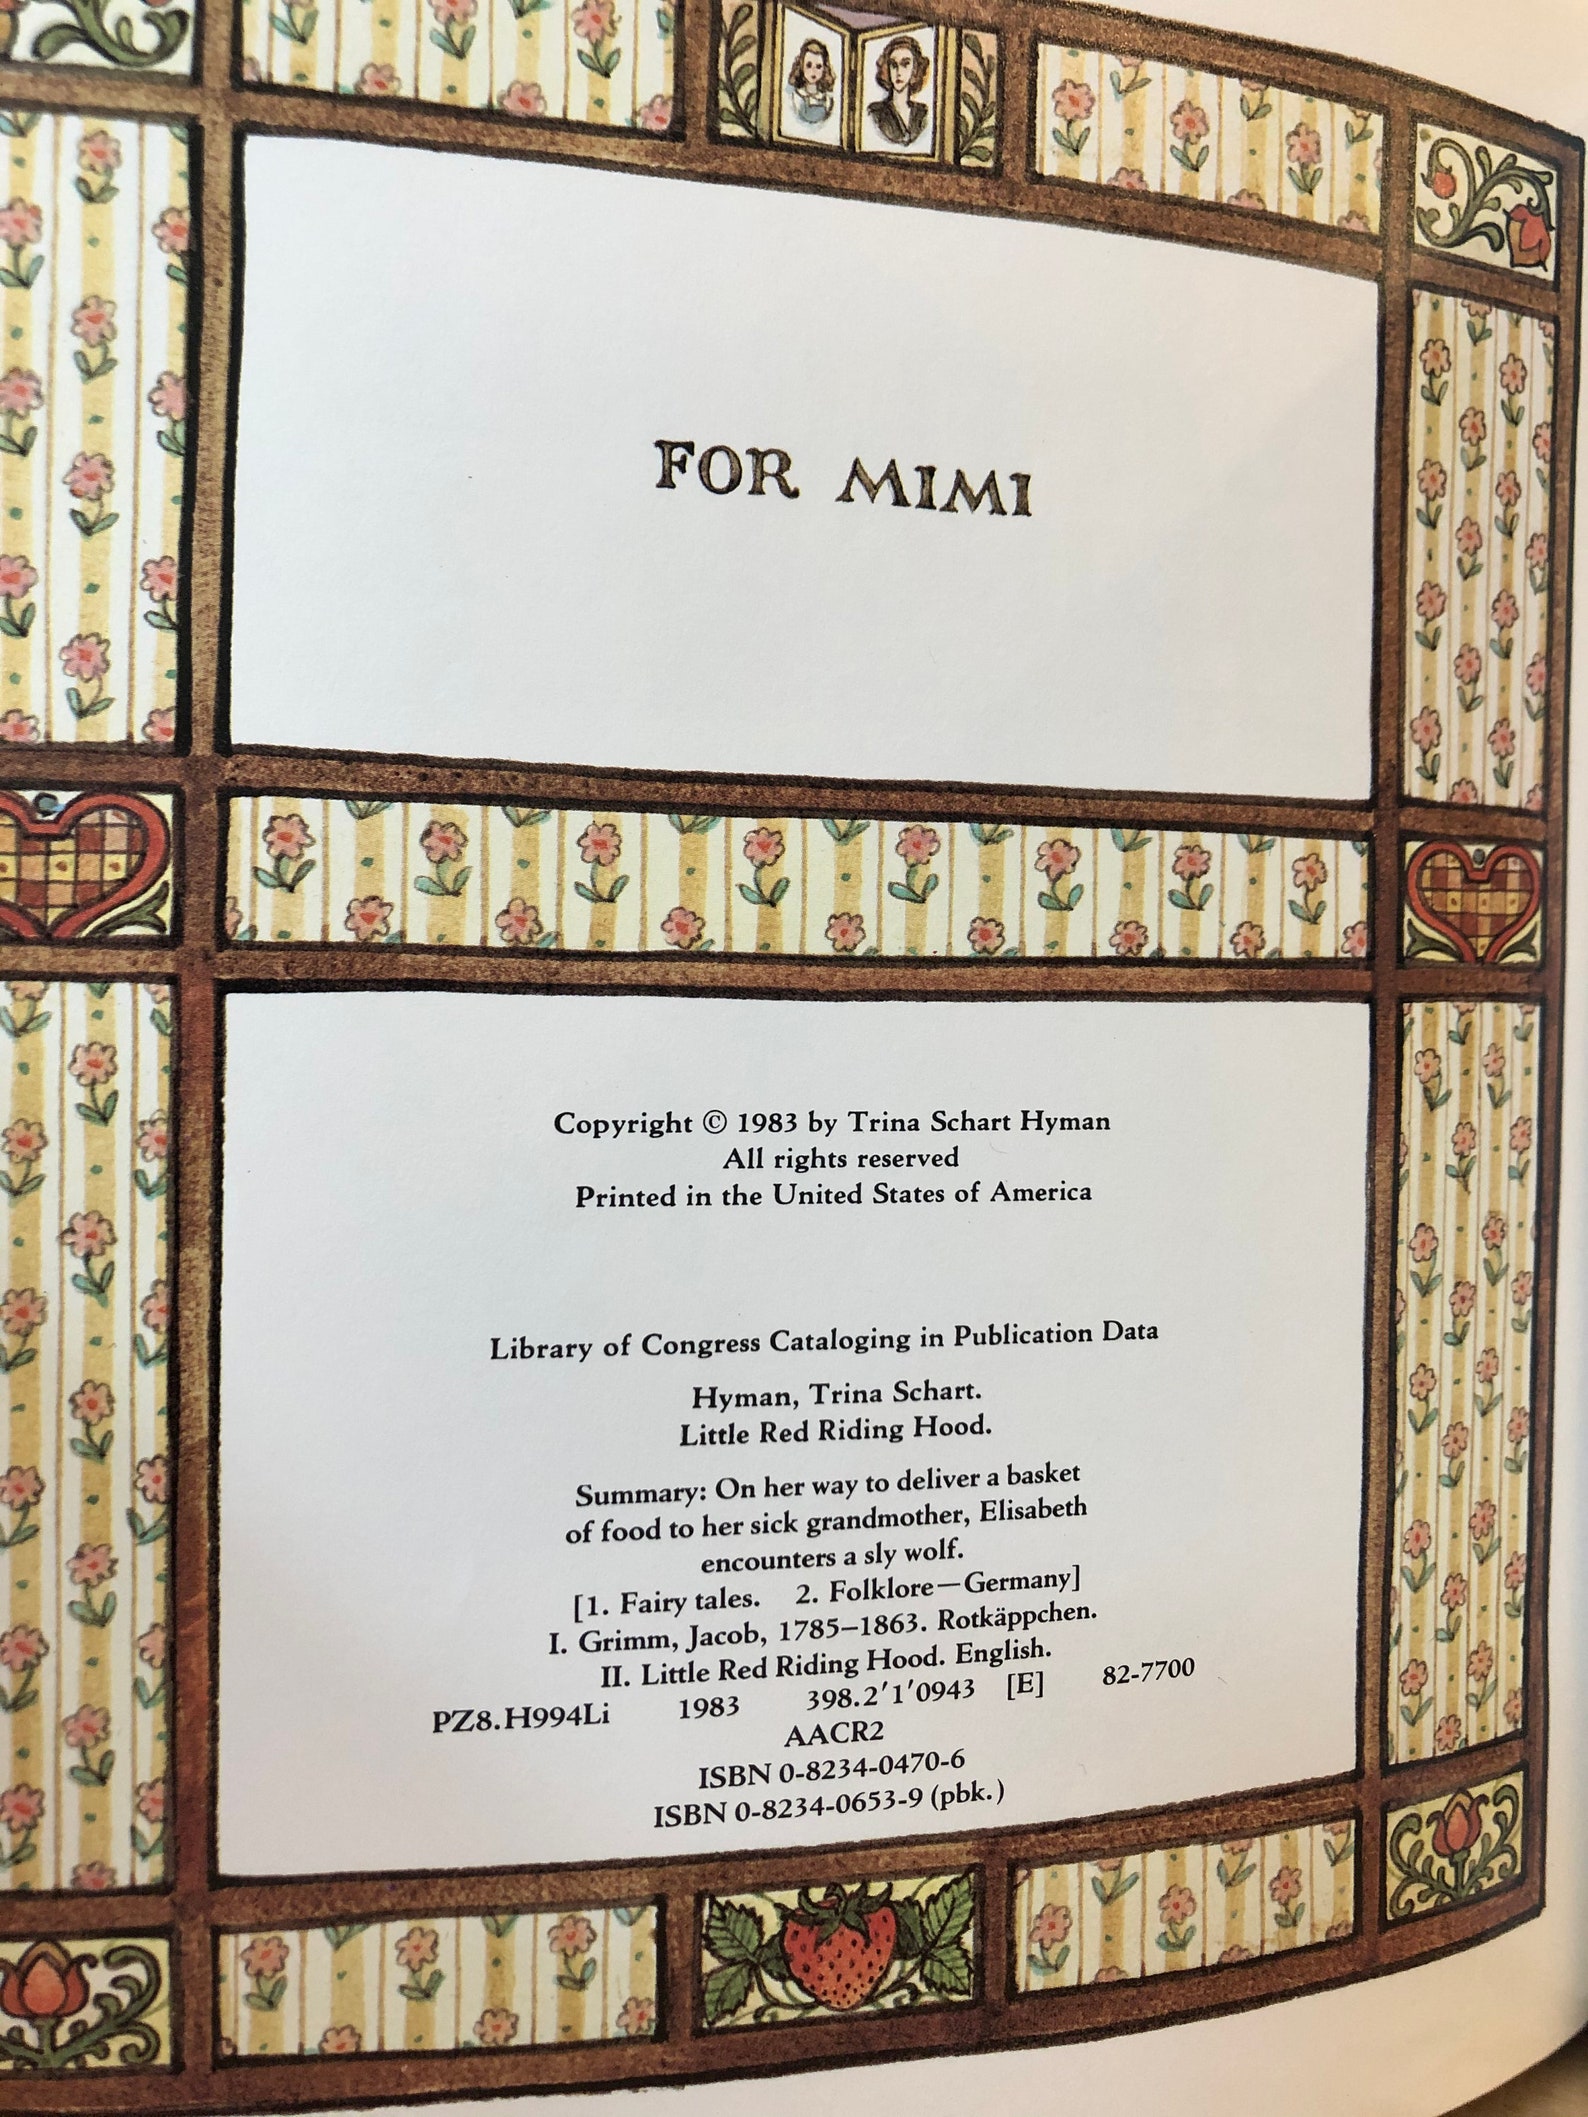 FOR MIMI
Copyright © 1983 by Trina Schart Hyman
All rights reserved
Printed in the United States of America
Library of Congress Cataloging in Publication Data
Hyman, Trina Schart.
Little Red Riding Hood.
Summary: On her way to deliver a basket
of food to her sick grandmother, Elisabeth
encounters a sly wolf.
[1. Fairy tales. 2. Folklore—Germany]
I. Grimm, Jacob, 1785–1863. Rotkäppchen.
II. Little Red Riding Hood. English.
PZ8.H994Li 1983 398.2'1'0943 [E] 82-7700
AACR2
ISBN 0-8234-0470-6
ISBN 0-8234-0653-9 (pbk.)